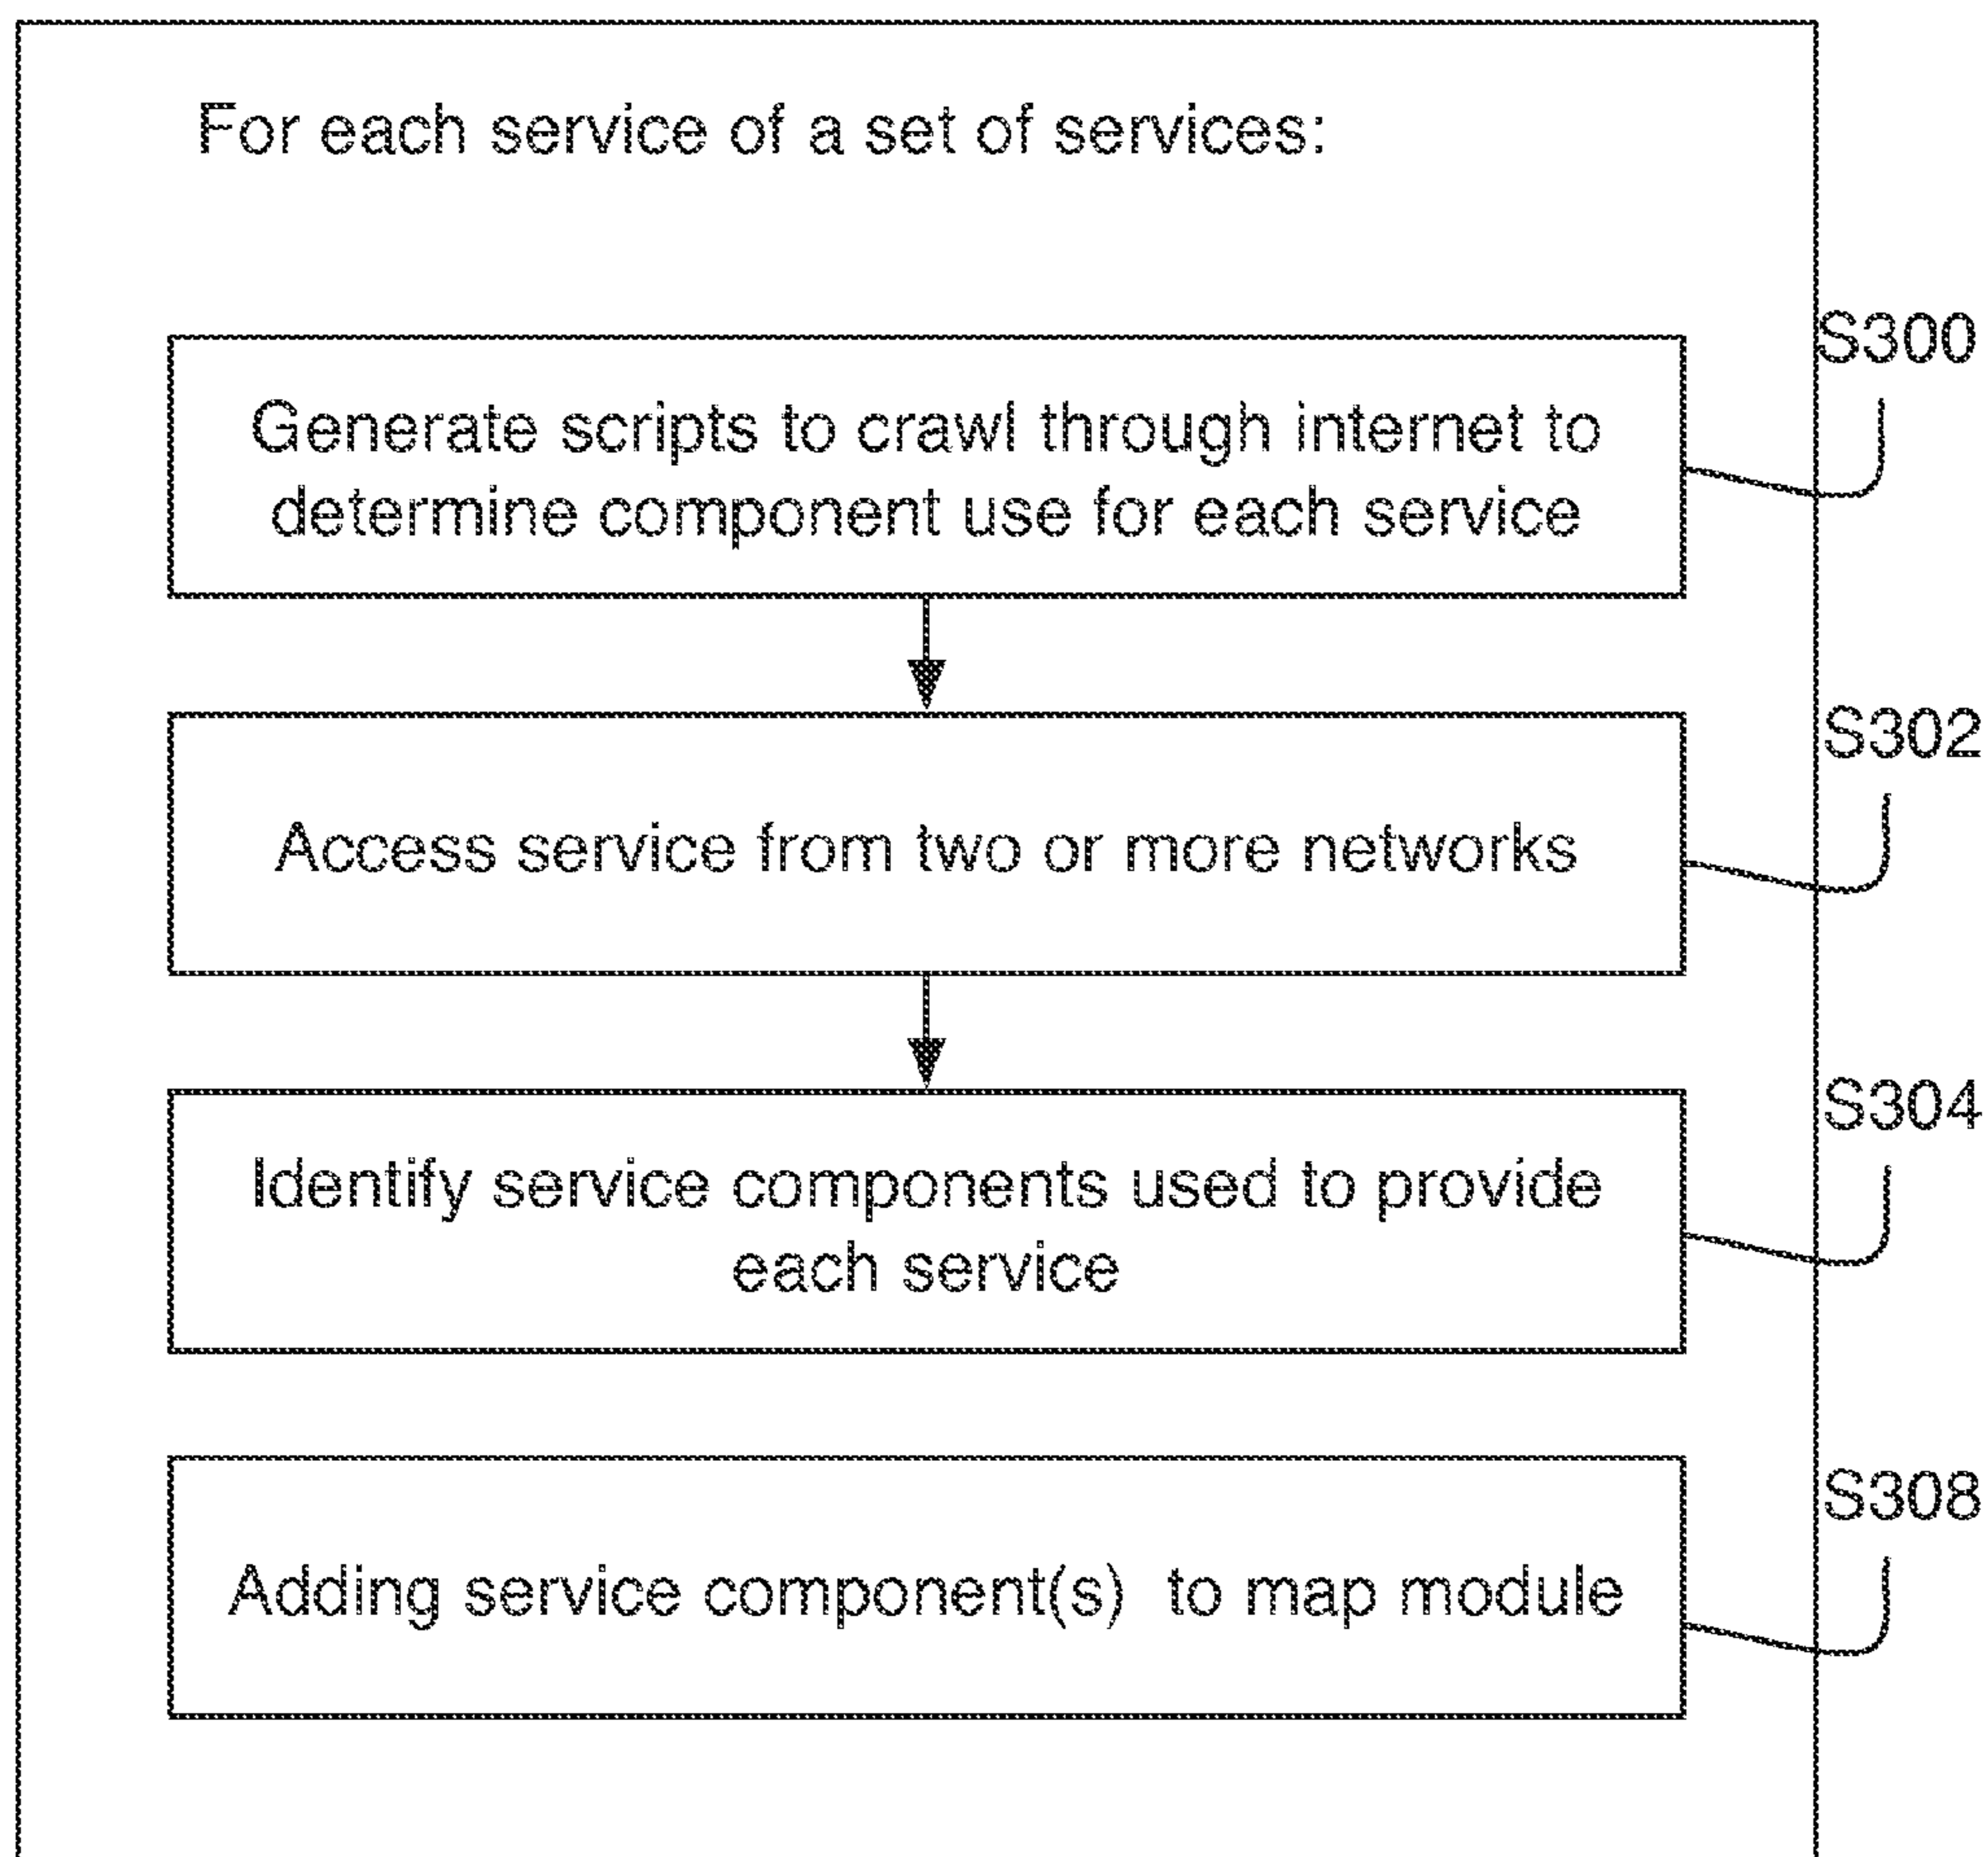 For each service of a set of services:
S300
Generate scripts to crawl through internet to
determine component use for each service
S302
Access service from two or more networks
S304
Identify service components used to provide
each service
S308
Adding service component(s) to map module